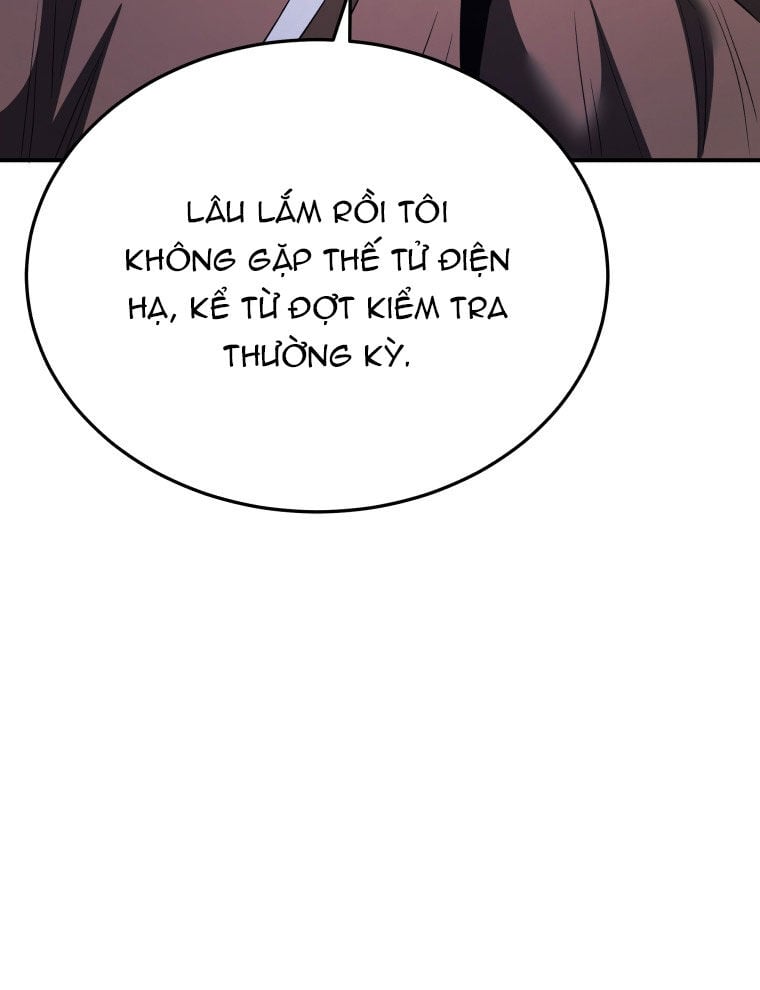 LÂU LẮM RỒI TÔI
KHÔNG GẶP THẾ TỬ ĐIỆN
HẠ, KỂ TỪ ĐỢT KIỂM TRA
THƯỜNG KỲ.